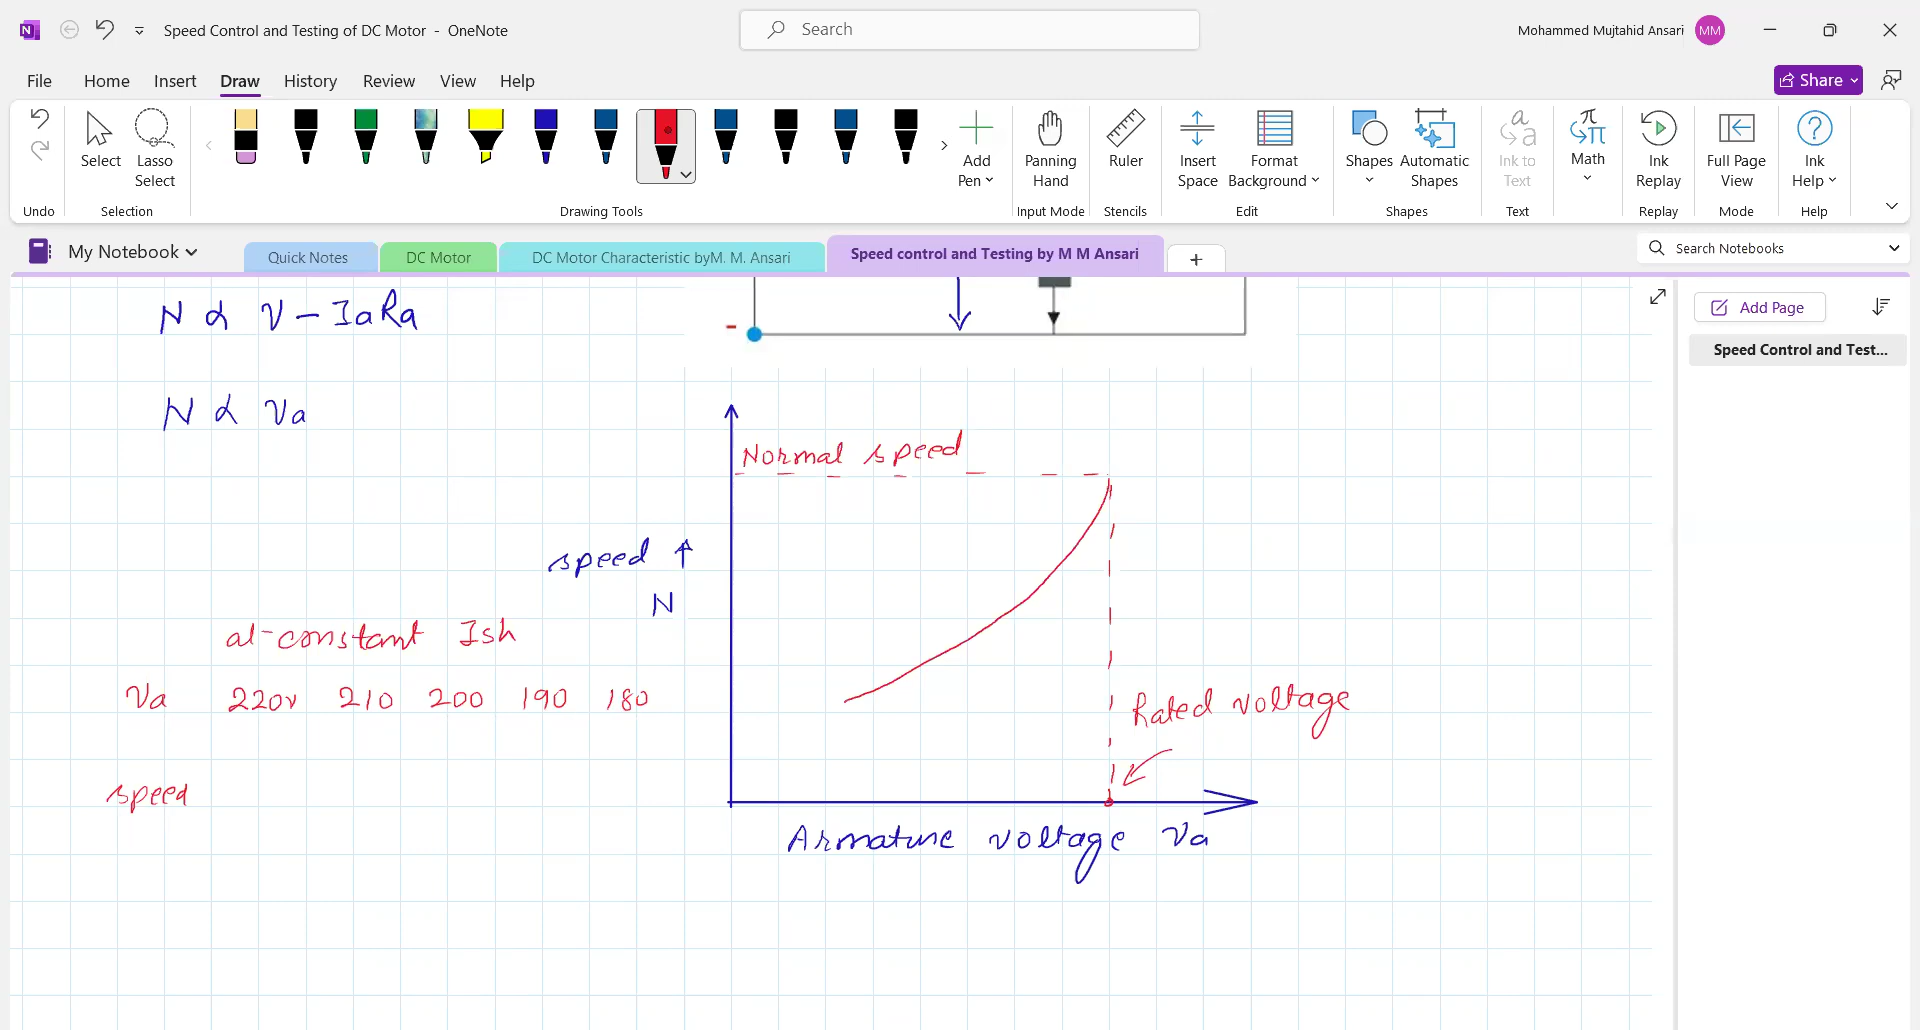 Speed Control and Testing of DC Motor - OneNote
Search
Mohammed Mujtahid Ansari MM
File Home Insert Draw History Review View Help
Share
Select Lasso Select
Add Pen
Panning Hand
Ruler
Insert Space
Format Background
Shapes
Automatic Shapes
Ink to Text
Math
Ink Replay
Full Page View
Ink Help
Undo Selection Drawing Tools Input Mode Stencils Edit Shapes Text Replay Mode Help
My Notebook
Quick Notes
DC Motor
DC Motor Characteristic byM. M. Ansari
Speed control and Testing by M M Ansari
Search Notebooks
Add Page
Speed Control and Test...
N α V - IaRa
N α Va
Normal speed
speed ↑
N
at-constant Ish
Va 220v 210 200 190 180
Rated voltage
speed
Armature voltage Va